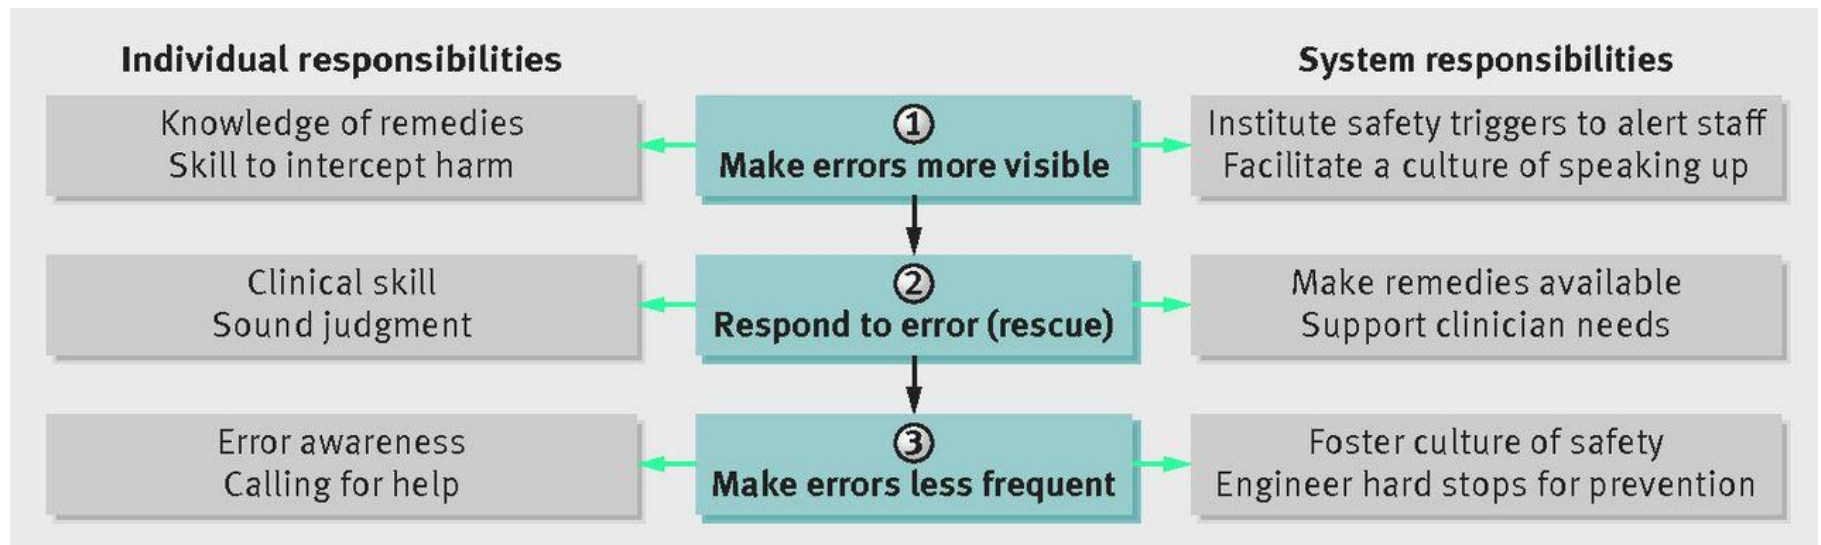 Individual responsibilities
System responsibilities
Knowledge of remedies
Skill to intercept harm
1
Make errors more visible
Institute safety triggers to alert staff
Facilitate a culture of speaking up
Clinical skill
Sound judgment
2
Respond to error (rescue)
Make remedies available
Support clinician needs
Error awareness
Calling for help
3
Make errors less frequent
Foster culture of safety
Engineer hard stops for prevention